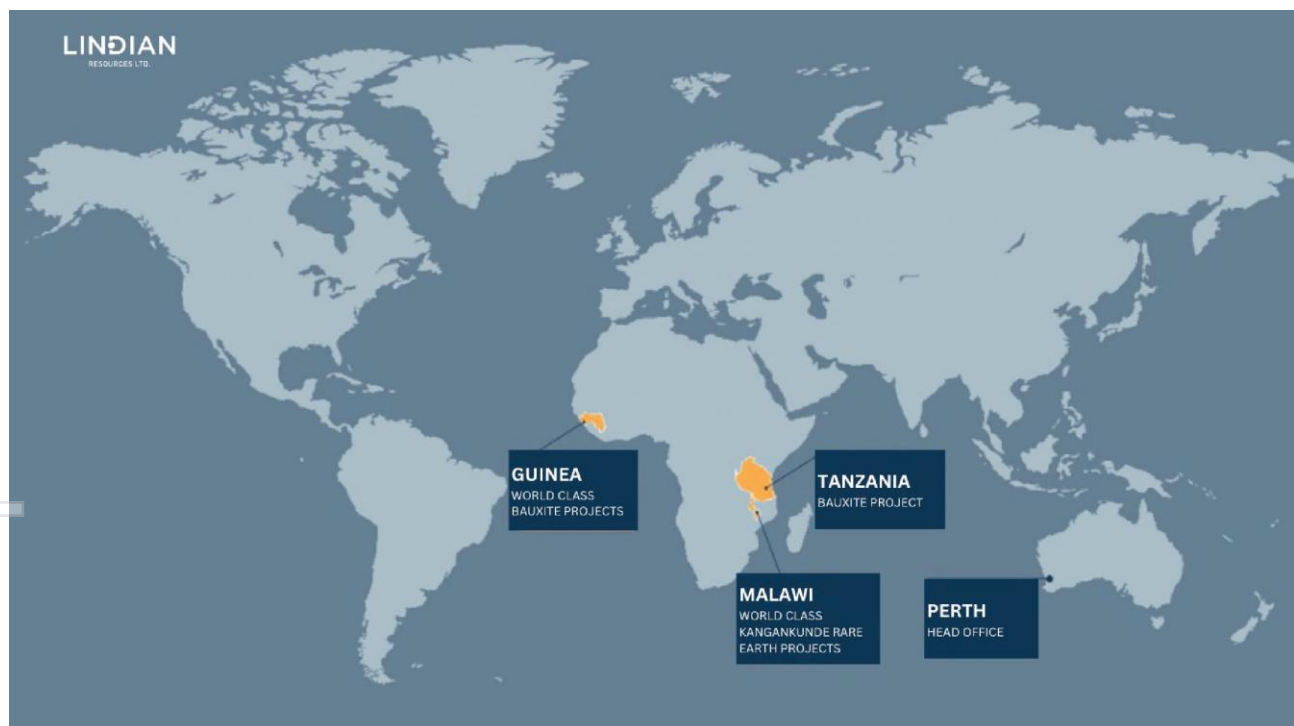 LINDIAN
RESOURCES LTD.
GUINEA
WORLD CLASS
BAUXITE PROJECTS
TANZANIA
BAUXITE PROJECT
MALAWI
WORLD CLASS
KANGANKUNDE RARE
EARTH PROJECTS
PERTH
HEAD OFFICE